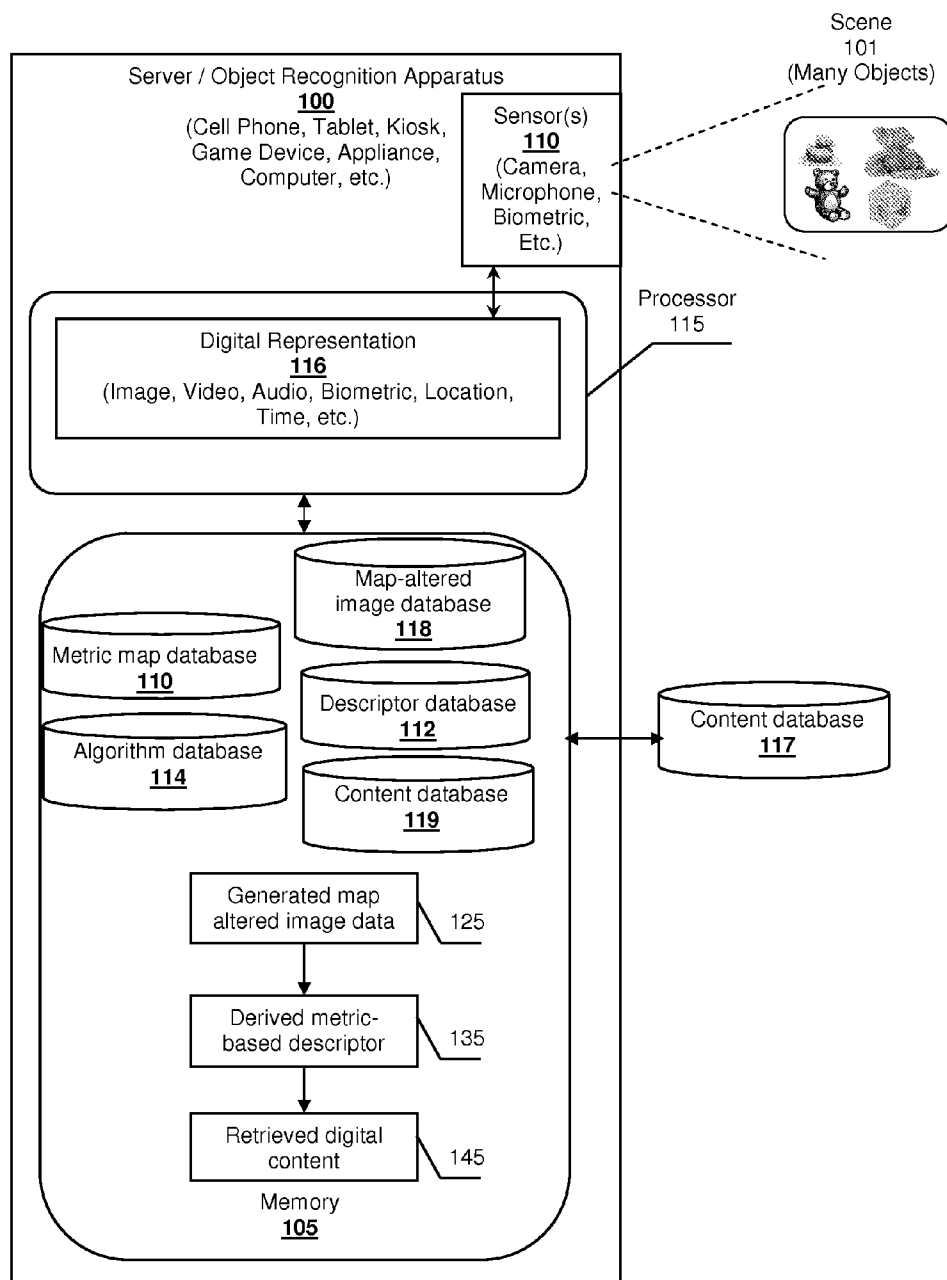 Scene
101
(Many Objects)
Server / Object Recognition Apparatus
100
(Cell Phone, Tablet, Kiosk,
Game Device, Appliance,
Computer, etc.)
Sensor(s)
110
(Camera,
Microphone,
Biometric,
Etc.)
Processor
115
Digital Representation
116
(Image, Video, Audio, Biometric, Location,
Time, etc.)
Map-altered
image database
118
Metric map database
110
Descriptor database
112
Algorithm database
114
Content database
119
Content database
117
Generated map
altered image data
125
Derived metric-
based descriptor
135
Retrieved digital
content
145
Memory
105